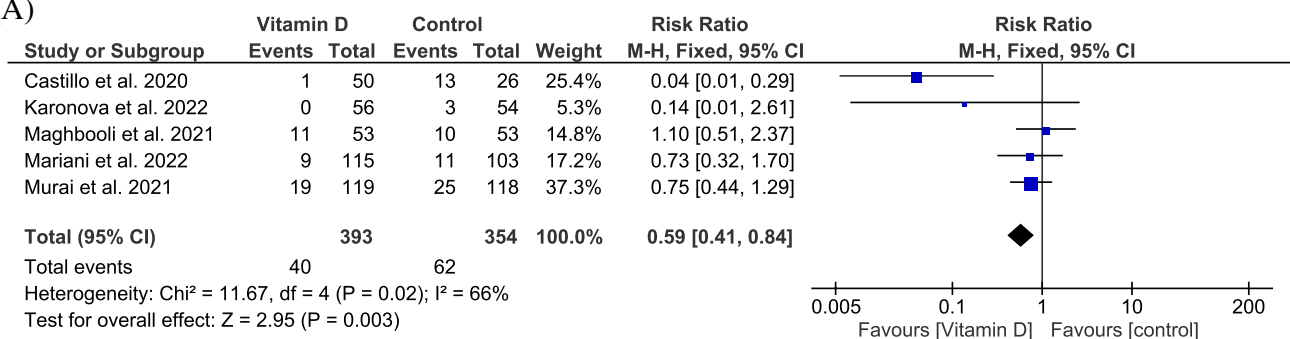 A)
Vitamin D Control Risk Ratio Risk Ratio
Study or Subgroup Events Total Events Total Weight M-H, Fixed, 95% CI M-H, Fixed, 95% CI
Castillo et al. 2020 1 50 13 26 25.4% 0.04 [0.01, 0.29]
Karonova et al. 2022 0 56 3 54 5.3% 0.14 [0.01, 2.61]
Maghbooli et al. 2021 11 53 10 53 14.8% 1.10 [0.51, 2.37]
Mariani et al. 2022 9 115 11 103 17.2% 0.73 [0.32, 1.70]
Murai et al. 2021 19 119 25 118 37.3% 0.75 [0.44, 1.29]
Total (95% CI) 393 354 100.0% 0.59 [0.41, 0.84]
Total events 40 62
Heterogeneity: Chi² = 11.67, df = 4 (P = 0.02); I² = 66%
Test for overall effect: Z = 2.95 (P = 0.003)
0.005 0.1 1 10 200
Favours [Vitamin D] Favours [control]